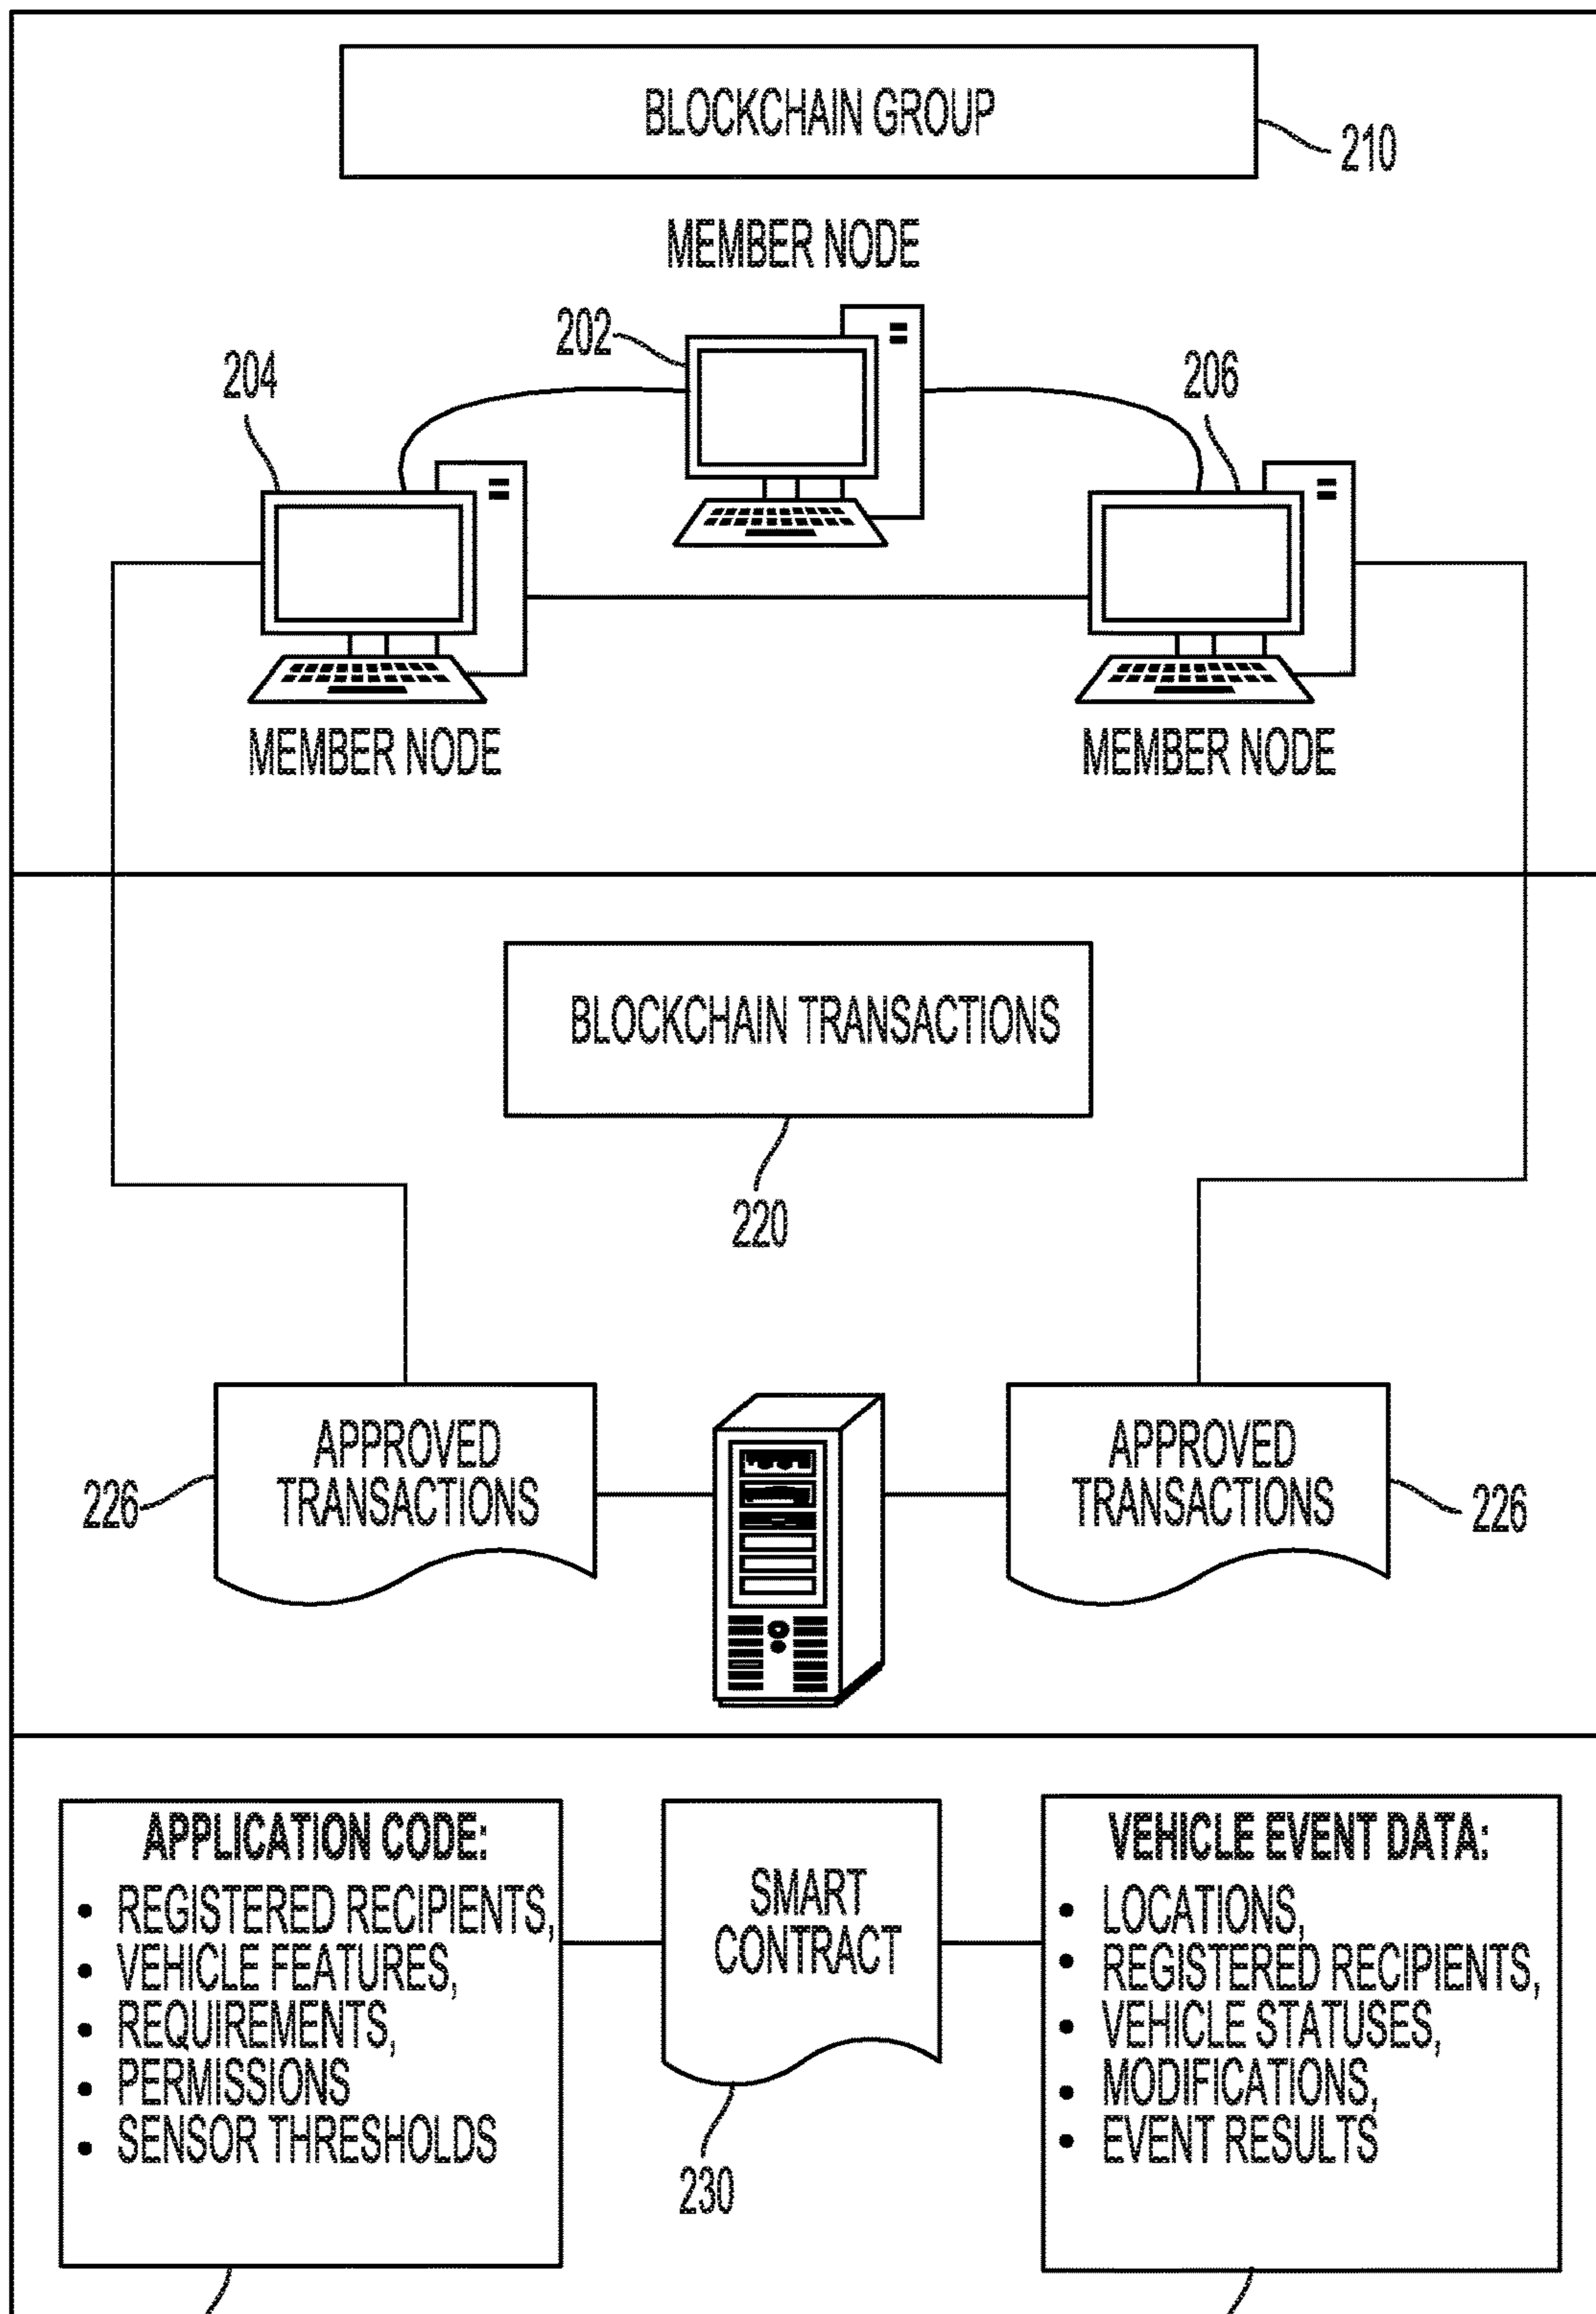 BLOCKCHAIN GROUP
210
MEMBER NODE
202
204
206
MEMBER NODE
MEMBER NODE
BLOCKCHAIN TRANSACTIONS
220
APPROVED
TRANSACTIONS
APPROVED
TRANSACTIONS
226
226
APPLICATION CODE:
• REGISTERED RECIPIENTS,
• VEHICLE FEATURES,
• REQUIREMENTS,
• PERMISSIONS
• SENSOR THRESHOLDS
SMART
CONTRACT
230
VEHICLE EVENT DATA:
• LOCATIONS,
• REGISTERED RECIPIENTS,
• VEHICLE STATUSES,
• MODIFICATIONS,
• EVENT RESULTS